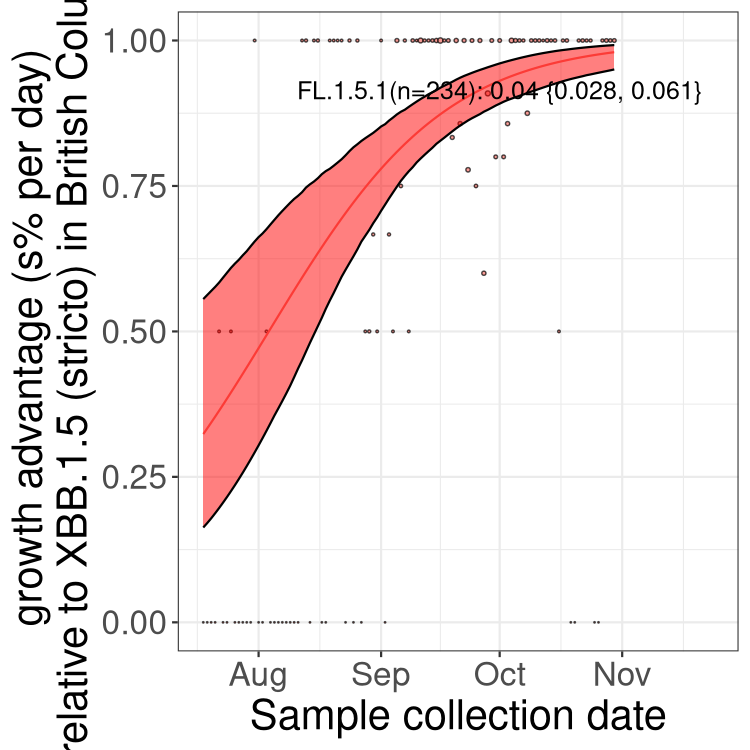 growth advantage (s% per day)
relative to XBB.1.5 (stricto) in British
1.00
0.75
0.50
0.25
0.00
FL.1.5.1(n=234): 0.04 {0.028, 0.061}
Aug Sep Oct Nov
Sample collection date